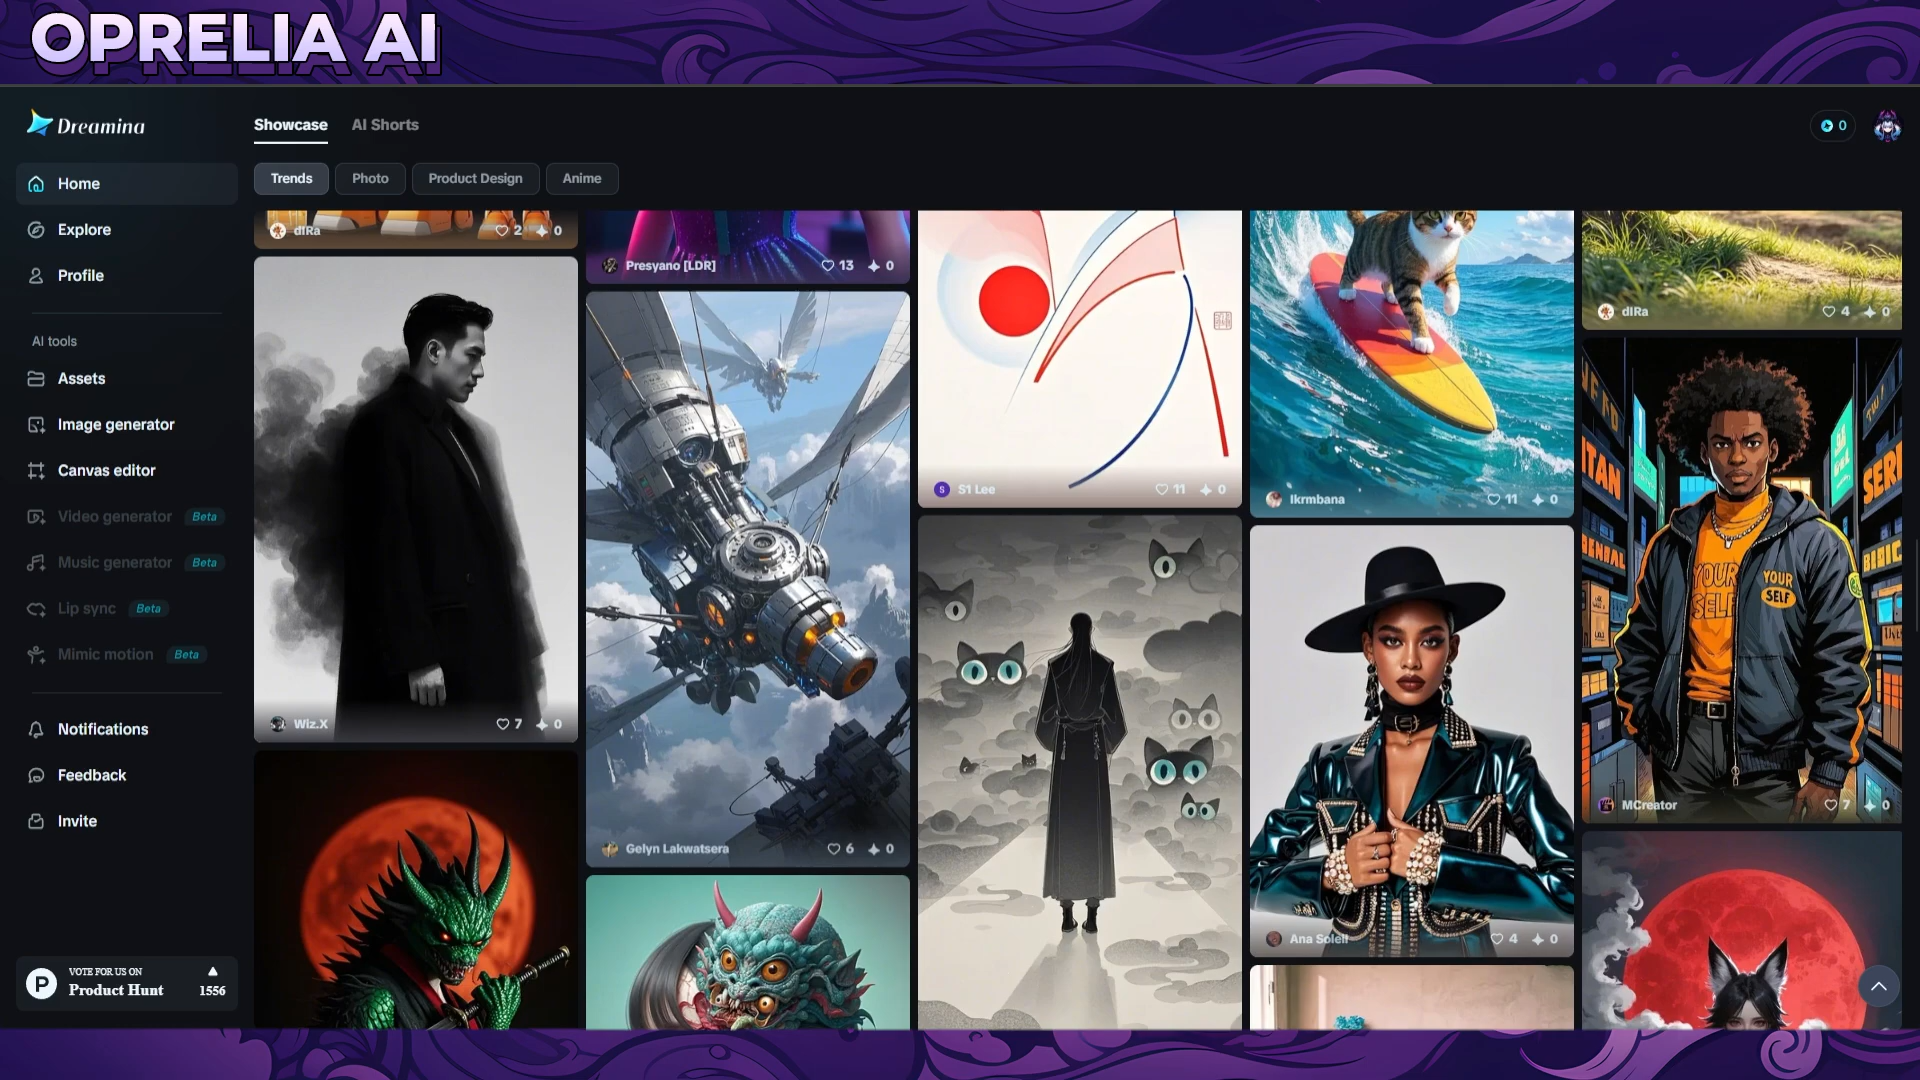 OPRELIA AI
Dreamina
Showcase
AI Shorts
0
Trends
Photo
Product Design
Anime
Home
Explore
Profile
AI tools
Assets
Image generator
Canvas editor
Video generator Beta
Music generator Beta
Lip sync Beta
Mimic motion Beta
Notifications
Feedback
Invite
P
VOTE FOR US ON
Product Hunt
1556
dIRa 2 0
Wiz.X 7 0
Presyano [LDR] 13 0
Gelyn Lakwatsera 6 0
S
S1 Lee 11 0
Ikrmbana 11 0
Ana Soleil 4 0
dIRa 4 0
ITAN
SERI
YOUR
SELF
YOUR
SELF
MCreator 7 0